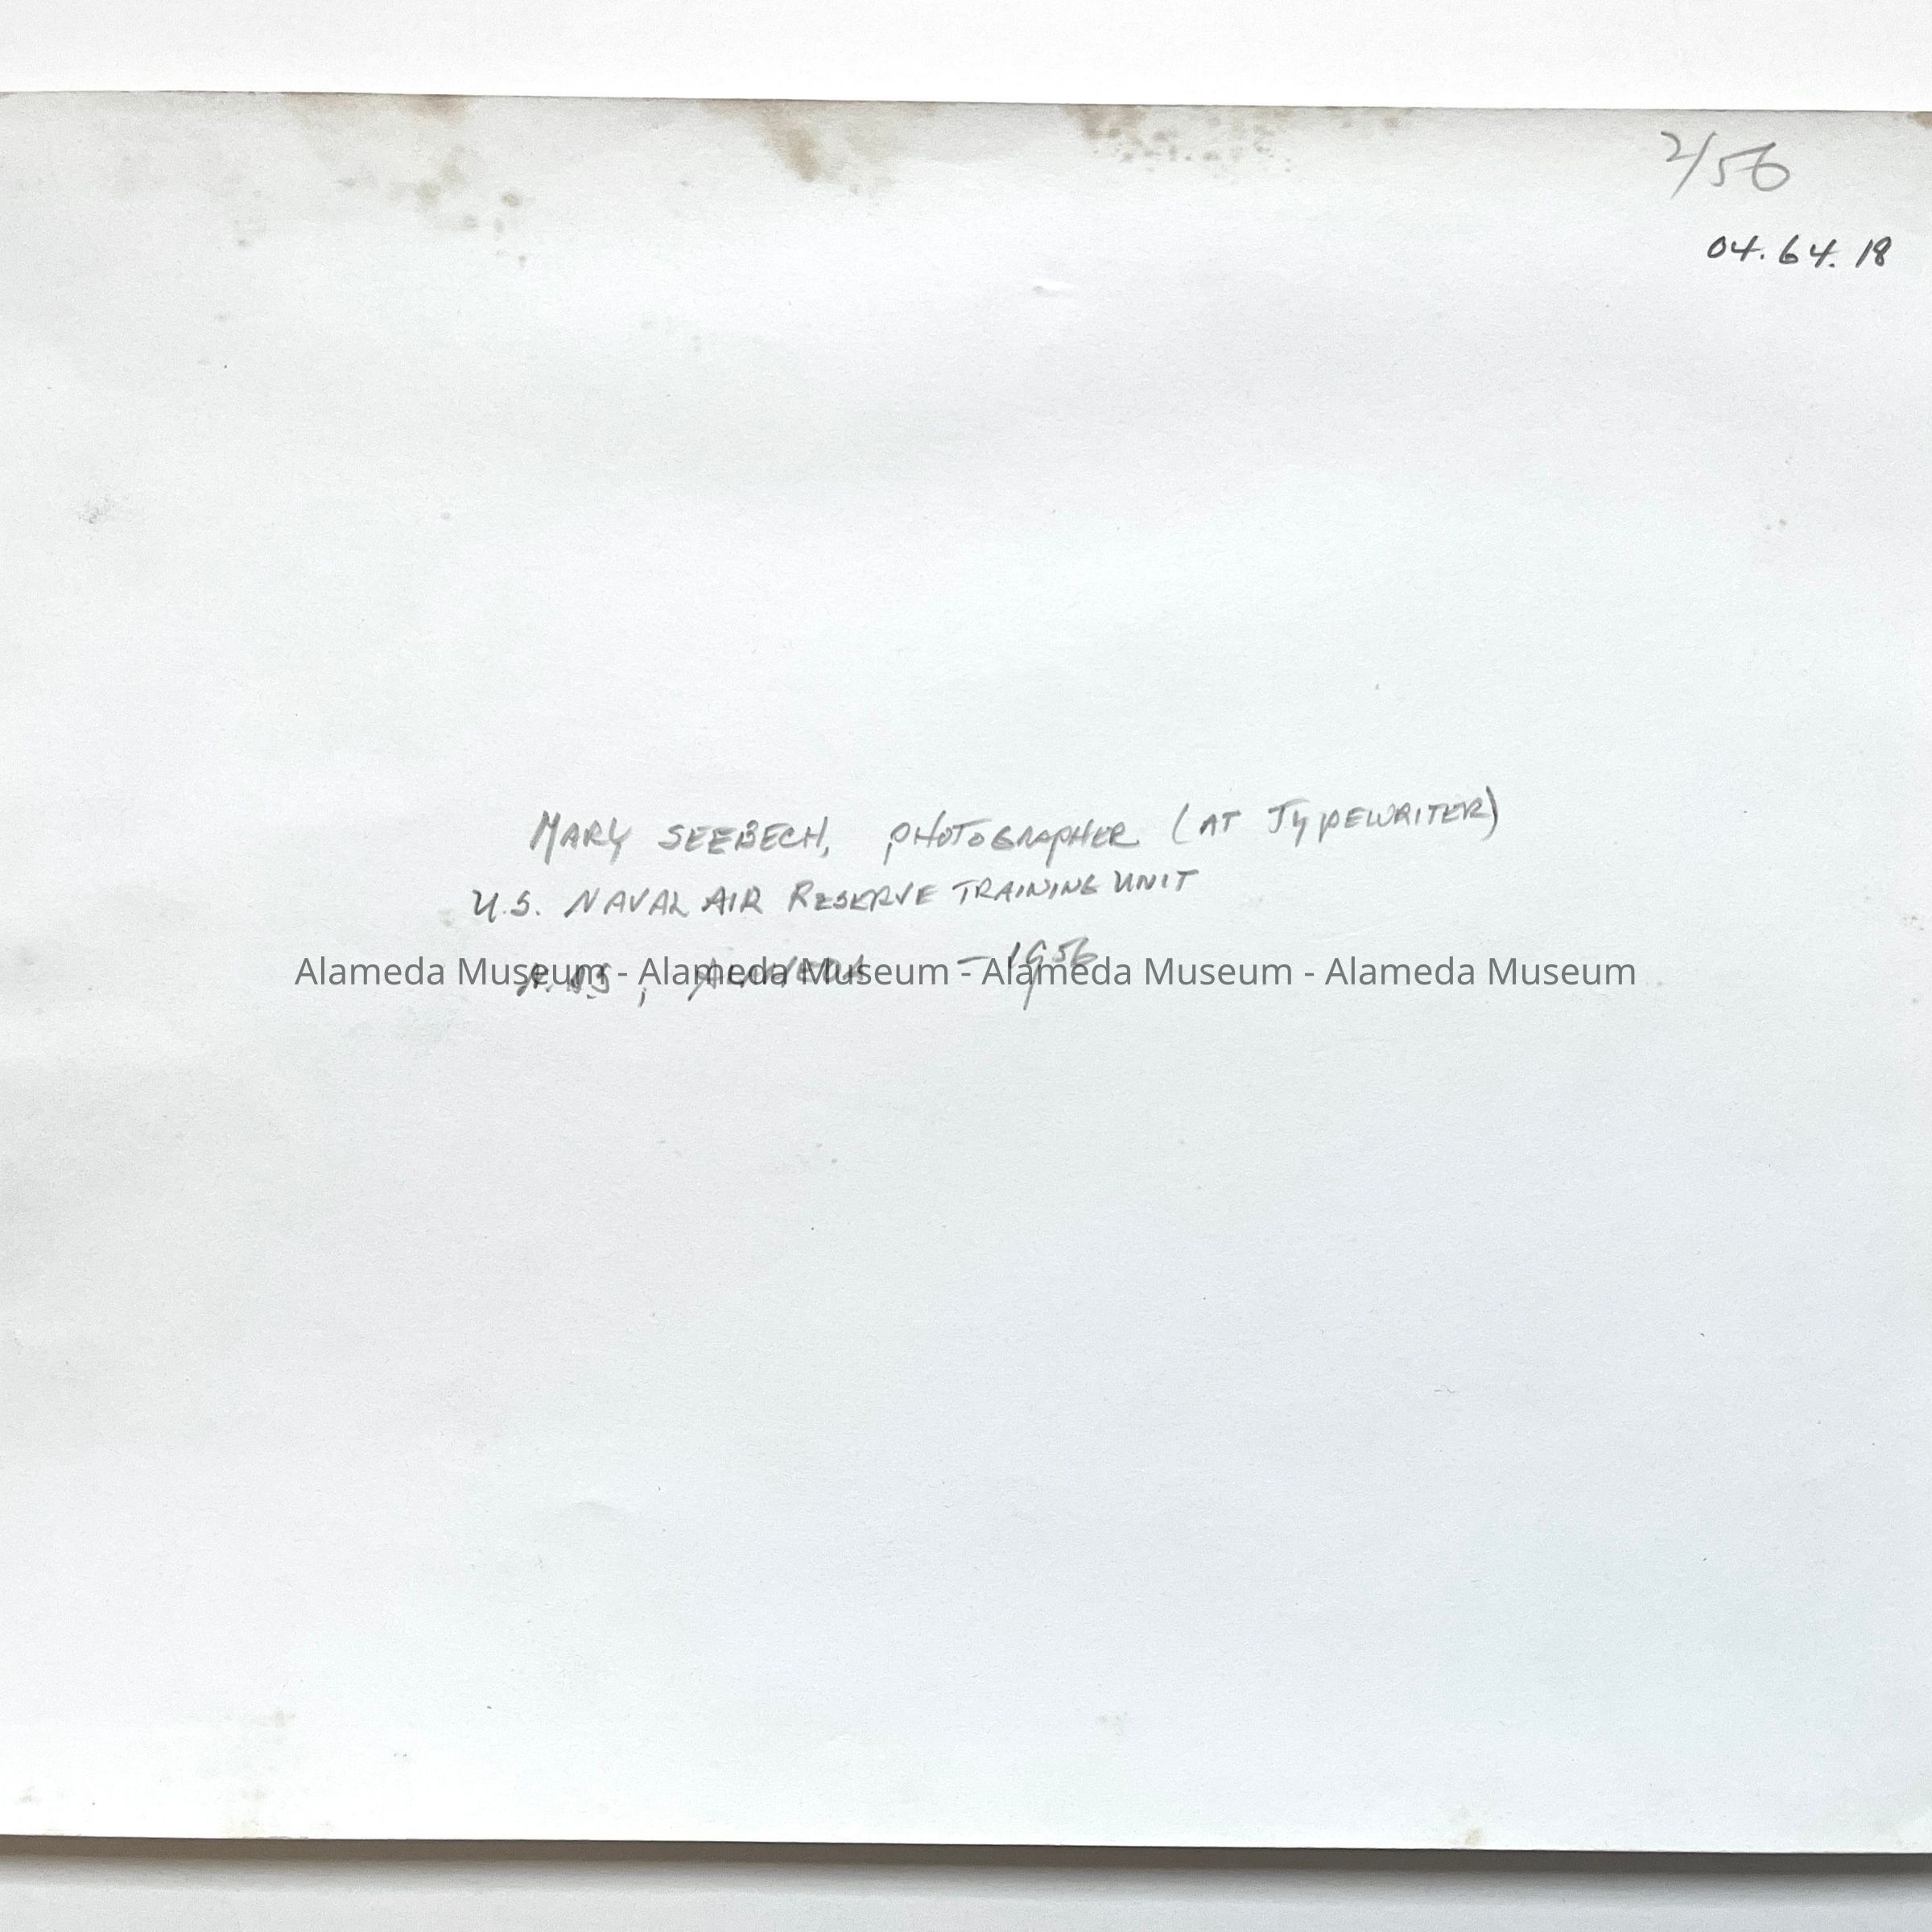 2/56
04.64.18
MARY SEEBECH, PHOTOGRAPHER (AT TYPEWRITER)
U.S. NAVAL AIR RESERVE TRAINING UNIT
ALAMEDA - 1956
Alameda Museum - Alameda Museum - Alameda Museum - Alameda Museum